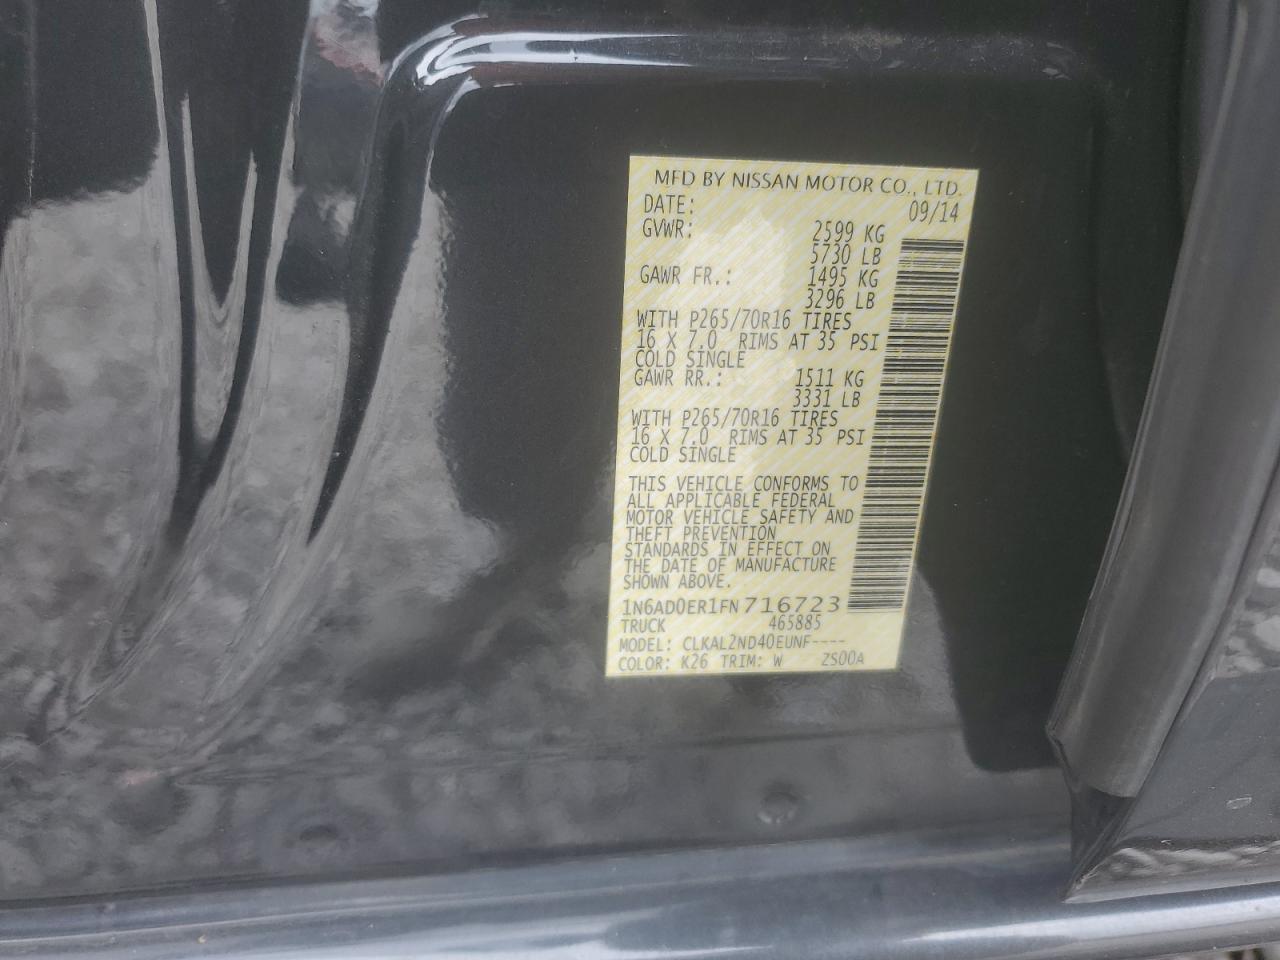 MFD BY NISSAN MOTOR CO., LTD.
DATE: 09/14
GVWR: 2599 KG
5730 LB
GAWR FR.: 1495 KG
3296 LB
WITH P265/70R16 TIRES
16 X 7.0 RIMS AT 35 PSI
COLD SINGLE
GAWR RR.: 1511 KG
3331 LB
WITH P265/70R16 TIRES
16 X 7.0 RIMS AT 35 PSI
COLD SINGLE
THIS VEHICLE CONFORMS TO
ALL APPLICABLE FEDERAL
MOTOR VEHICLE SAFETY AND
THEFT PREVENTION
STANDARDS IN EFFECT ON
THE DATE OF MANUFACTURE
SHOWN ABOVE.
1N6AD0ER1FN716723
TRUCK 465885
MODEL: CLKAL2ND40EUNF----
COLOR: K26 TRIM: W ZS00A